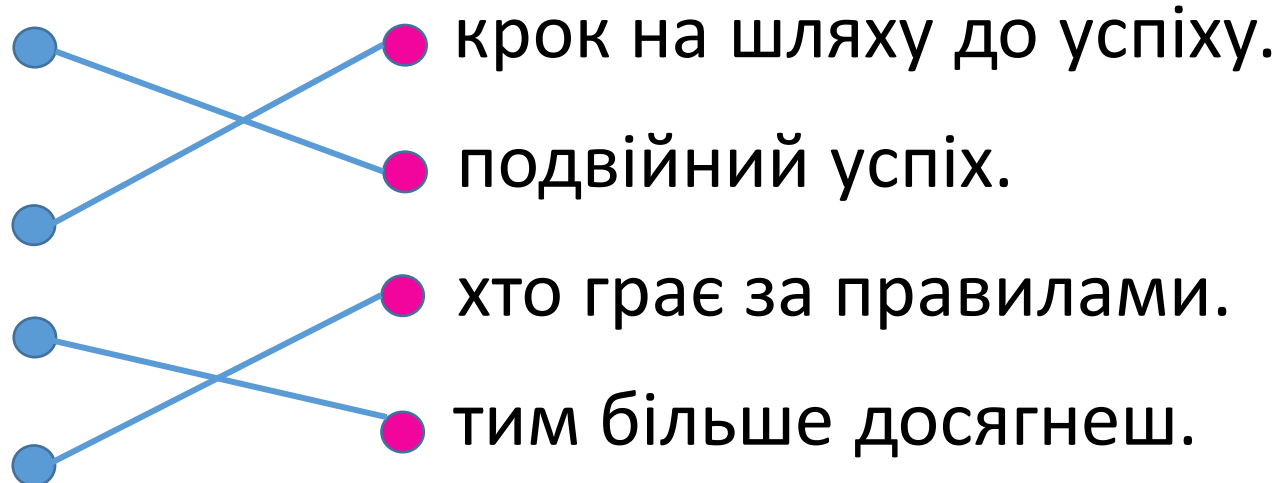 крок на шляху до успіху.
подвійний успіх.
хто грає за правилами.
тим більше досягнеш.